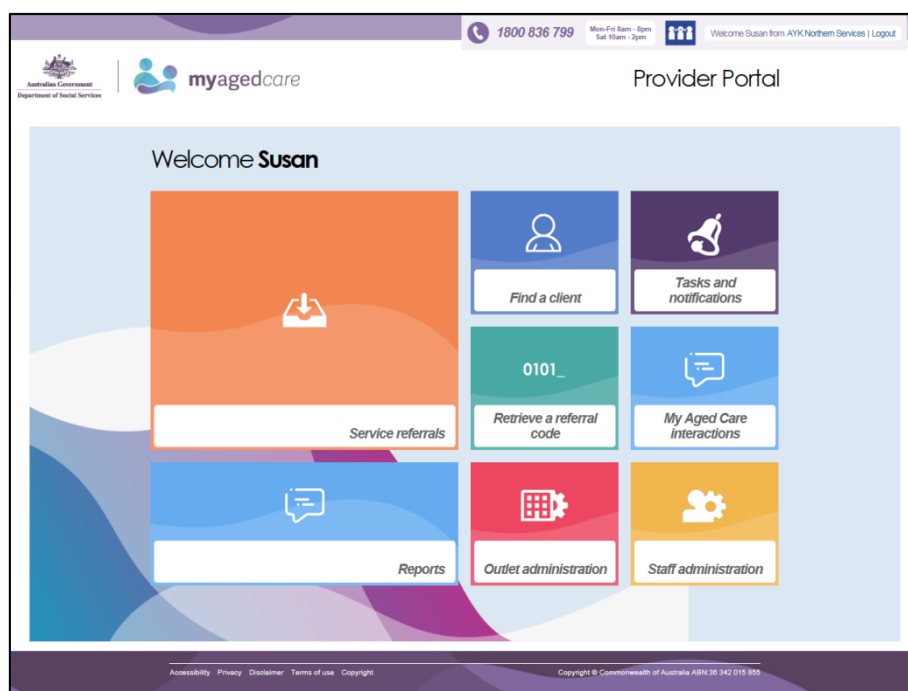 1800 836 799
Mon-Fri 8am - 8pm
Sat 10am - 2pm
Welcome Susan from AYK Northern Services | Logout
Australian Government
Department of Social Services
myagedcare
Provider Portal
Welcome Susan
Service referrals
Find a client
Tasks and
notifications
0101_
Retrieve a referral
code
My Aged Care
interactions
Reports
Outlet administration
Staff administration
Accessibility Privacy Disclaimer Terms of use Copyright
Copyright © Commonwealth of Australia ABN:36 342 015 855